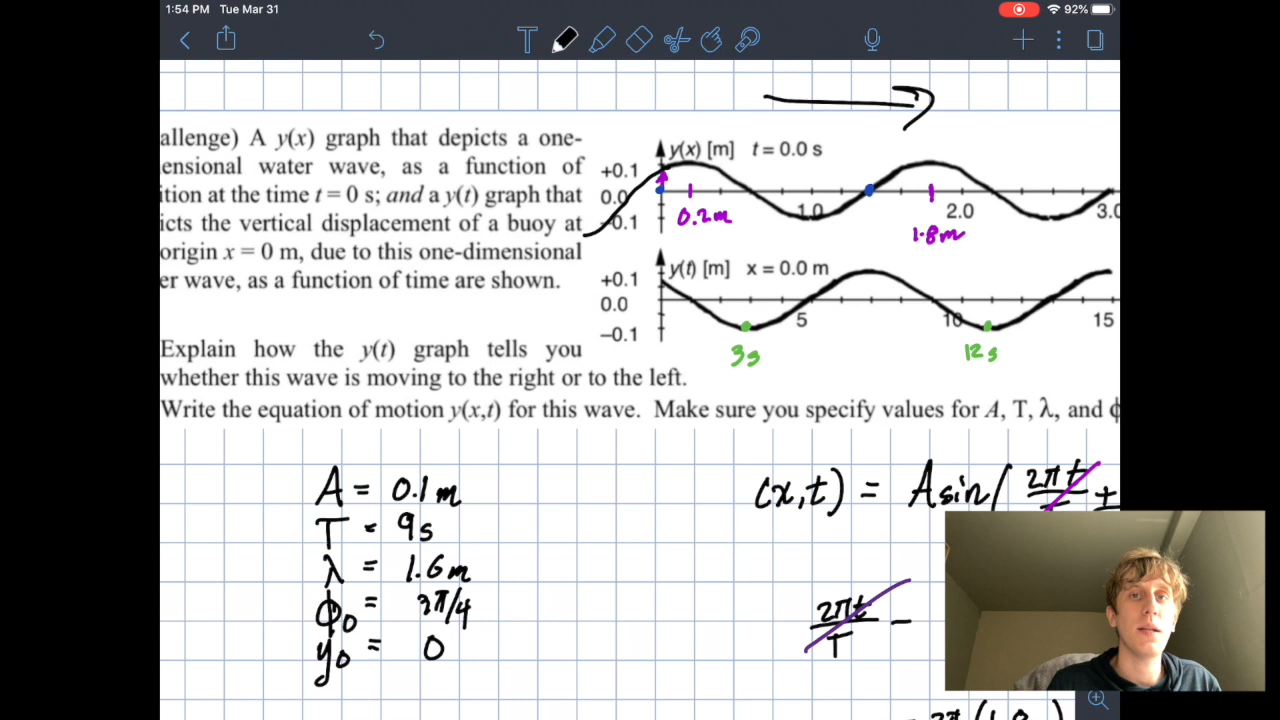 1:54 PM Tue Mar 31
92%
T
allenge) A y(x) graph that depicts a one-
ensional water wave, as a function of
ition at the time t = 0 s; and a y(t) graph that
icts the vertical displacement of a buoy at
origin x = 0 m, due to this one-dimensional
er wave, as a function of time are shown.
Explain how the y(t) graph tells you
whether this wave is moving to the right or to the left.
Write the equation of motion y(x,t) for this wave. Make sure you specify values for A, T, λ, and ϕ
y(x) [m] t = 0.0 s
+0.1
0.0
-0.1
1.0
2.0
3.0
0.2m
1.8m
y(t) [m] x = 0.0 m
+0.1
0.0
–0.1
5
10
15
3s
12s
A = 0.1m
T = 9s
λ = 1.6m
ϕ0 = 3π/4
y0 = 0
(x,t) = A sin( 2πt ±
2πt
T
−